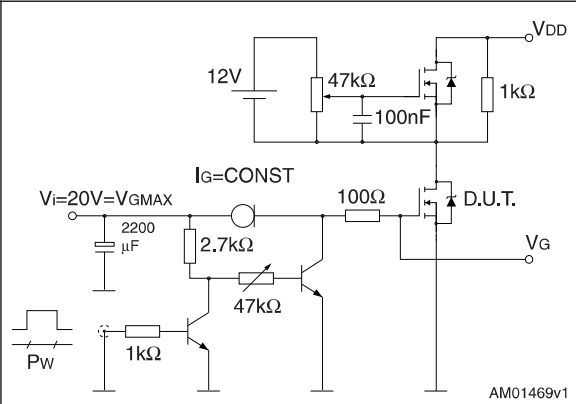 VDD
12V
47kΩ
1kΩ
100nF
IG=CONST
Vi=20V=VGMAX
100Ω
D.U.T.
2200
μF
2.7kΩ
VG
47kΩ
1kΩ
PW
AM01469v1